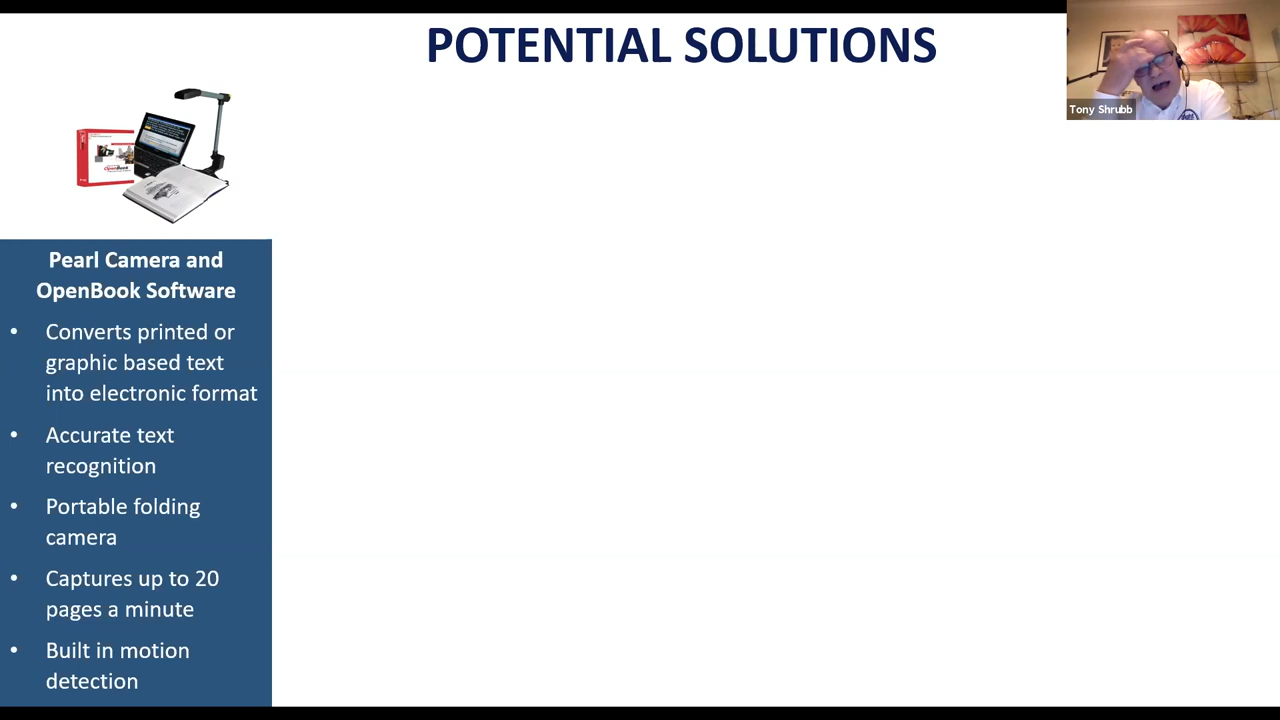 POTENTIAL SOLUTIONS
Tony Shrubb
OpenBook
Pearl Camera and
OpenBook Software
• Converts printed or
graphic based text
into electronic format
• Accurate text
recognition
• Portable folding
camera
• Captures up to 20
pages a minute
• Built in motion
detection